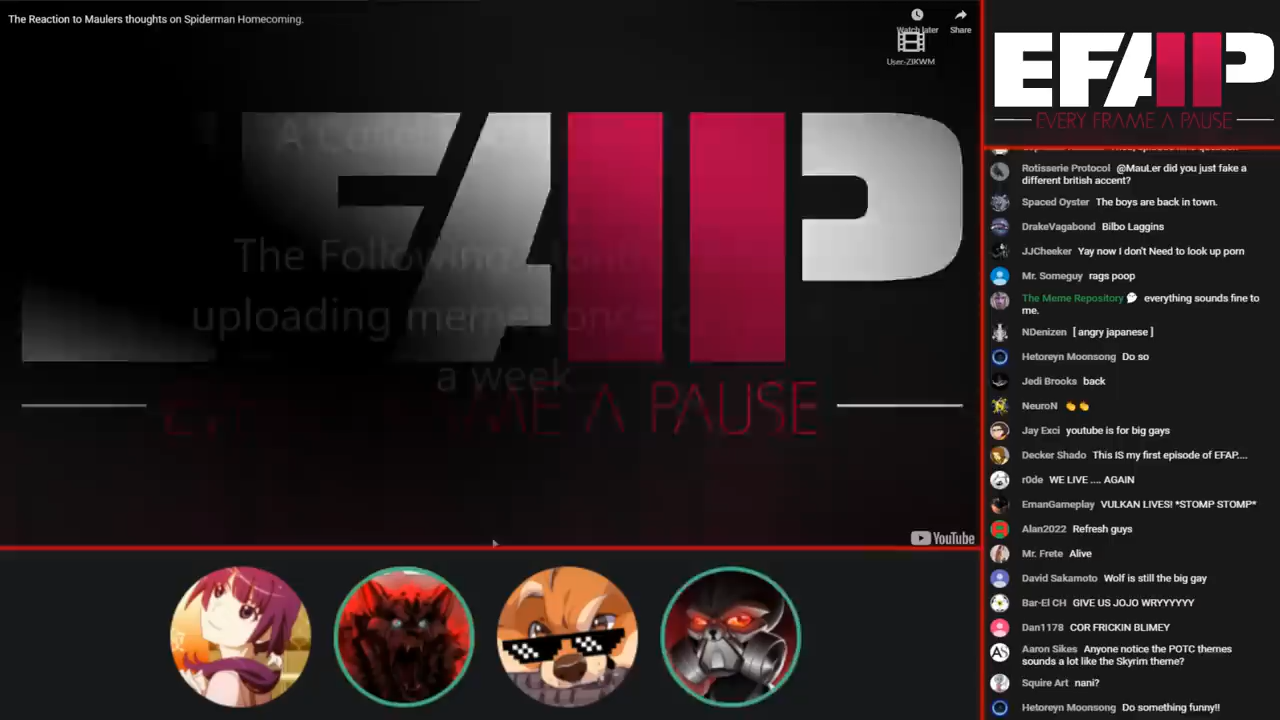 The Reaction to Maulers thoughts on Spiderman Homecoming.
Watch later
Share
User-ZIKWM
The Following
uploading memes once
a week
A PAUSE
YouTube
EFAP
EVERY FRAME A PAUSE
Rotisserie Protocol @MauLer did you just fake a
different british accent?
Spaced Oyster The boys are back in town.
DrakeVagabond Bilbo Laggins
JJCheeker Yay now I don't Need to look up porn
Mr. Someguy rags poop
The Meme Repository everything sounds fine to
me.
NDenizen [ angry japanese ]
Hetoreyn Moonsong Do so
Jedi Brooks back
NeuroN 👏👏
Jay Exci youtube is for big gays
Decker Shado This IS my first episode of EFAP....
r0de WE LIVE .... AGAIN
EmanGameplay VULKAN LIVES! *STOMP STOMP*
Alan2022 Refresh guys
Mr. Frete Alive
David Sakamoto Wolf is still the big gay
Bar-El CH GIVE US JOJO WRYYYYYY
Dan1178 COR FRICKIN BLIMEY
Aaron Sikes Anyone notice the POTC themes
sounds a lot like the Skyrim theme?
Squire Art nani?
Hetoreyn Moonsong Do something funny!!